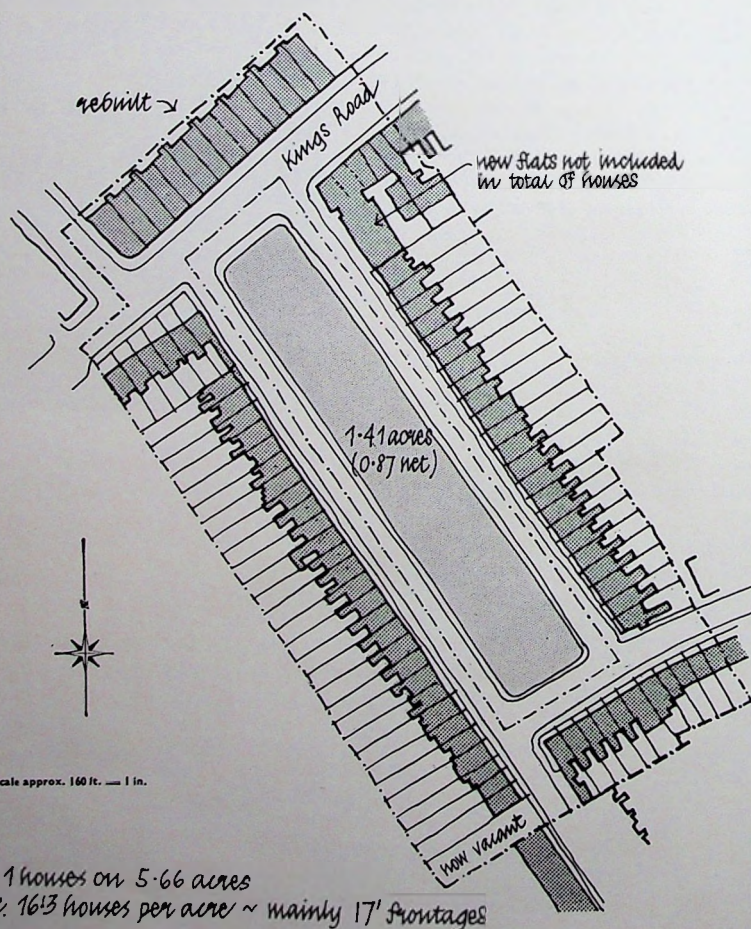 rebuilt
Kings Road
now flats not included
in total of houses
1·41 acres
(0·87 net)
cale approx. 160 ft. = 1 in.
now vacant
1 houses on 5·66 acres
16·3 houses per acre ~ mainly 17' frontages